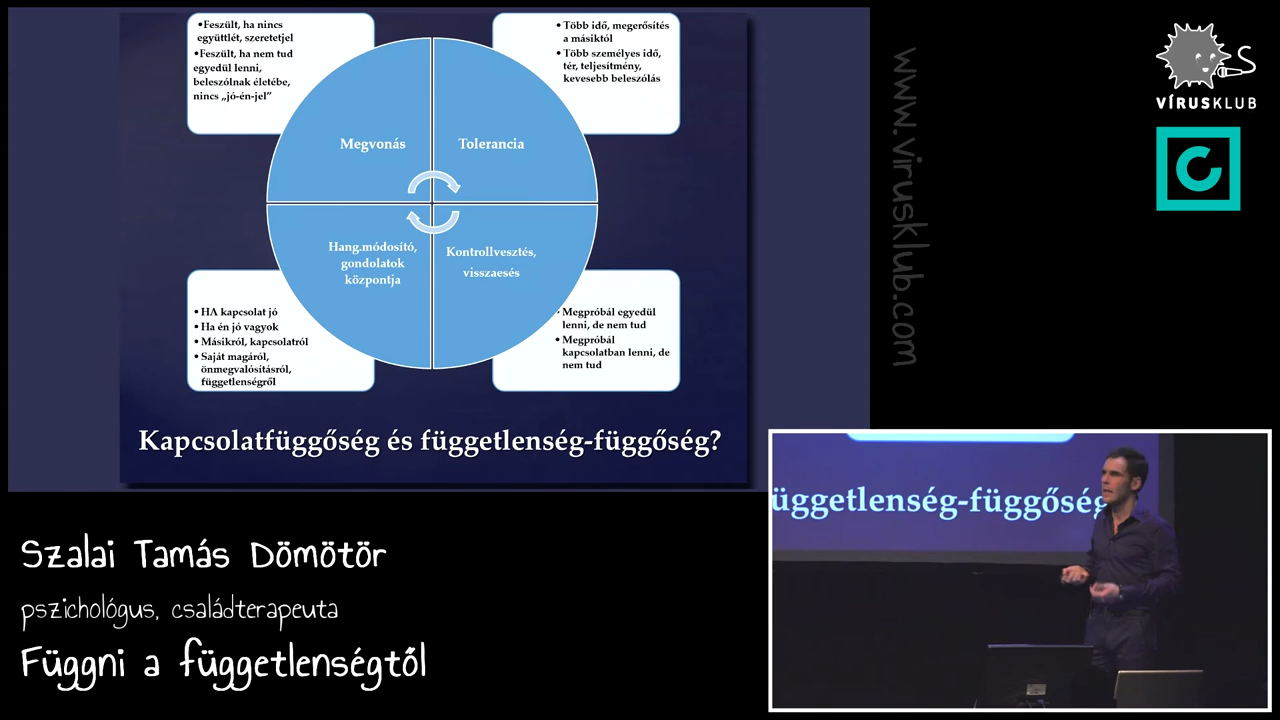 •Feszült, ha nincs
együttlét, szeretetjel
•Feszült, ha nem tud
egyedül lenni,
beleszólnak életébe,
nincs „jó-én-jel”
• Több idő, megerősítés
a másiktól
• Több személyes idő,
tér, teljesítmény,
kevesebb beleszólás
Megvonás
Tolerancia
Hang.módosító,
gondolatok
központja
Kontrollvesztés,
visszaesés
• HA kapcsolat jó
• Ha én jó vagyok
• Másikról, kapcsolatról
• Saját magáról,
önmegvalósításról,
függetlenségről
• Megpróbál egyedül
lenni, de nem tud
• Megpróbál
kapcsolatban lenni, de
nem tud
Kapcsolatfüggőség és függetlenség-függőség?
www.virusklub.com
VÍRUSKLUB
üggetlenség-függőség
Szalai Tamás Dömötör
pszichológus, családterapeuta
Függni a függetlenségtől